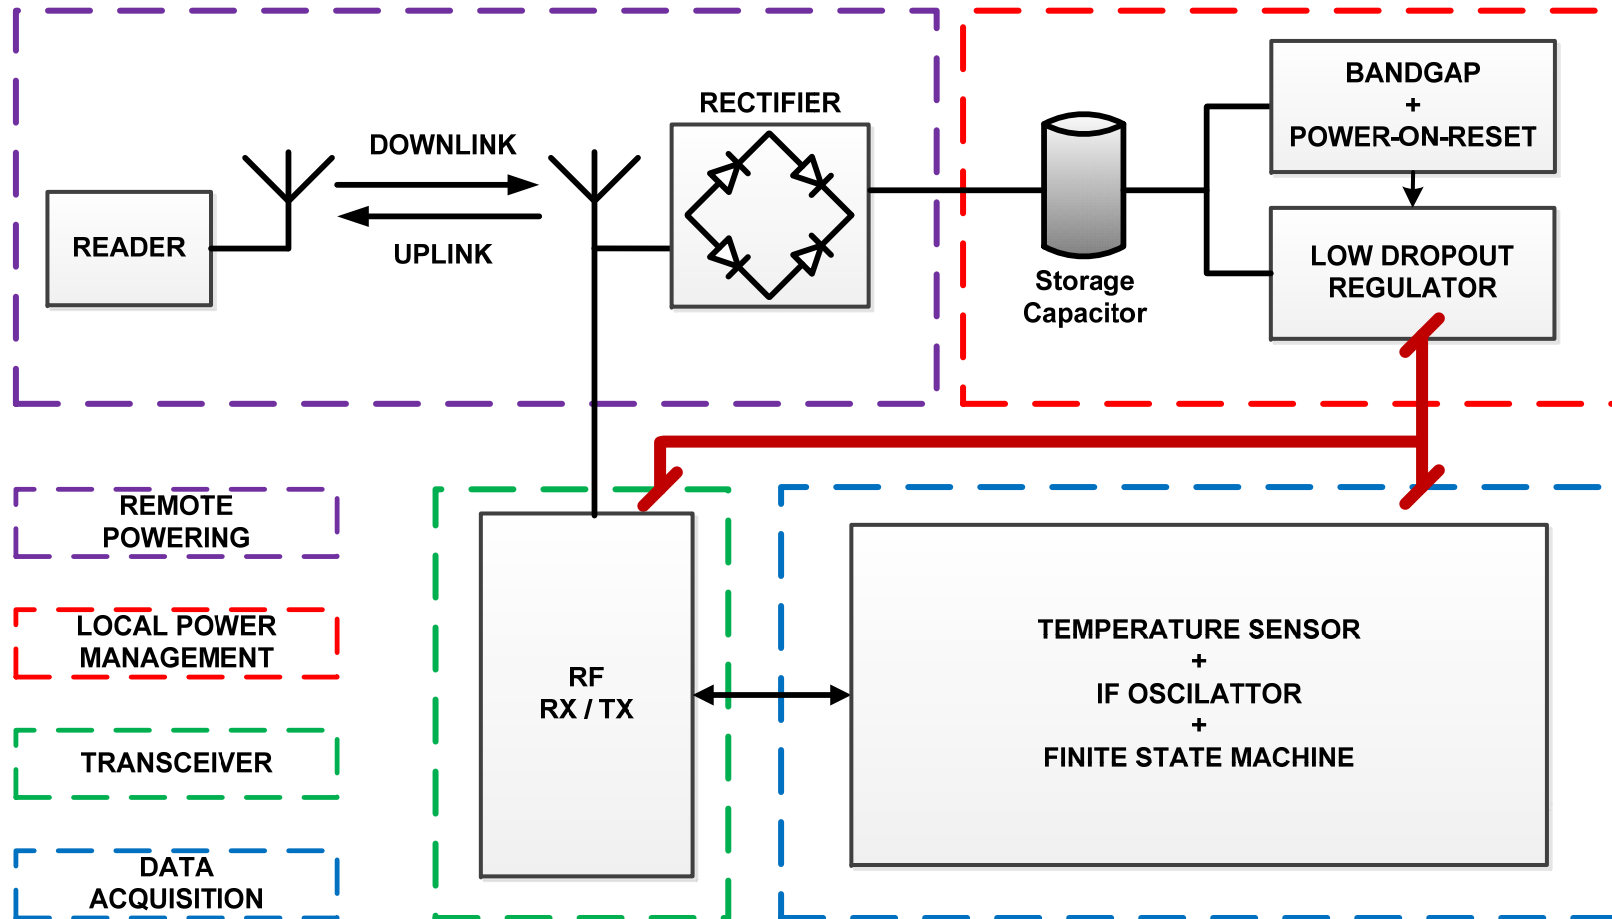 RECTIFIER
BANDGAP
+
POWER-ON-RESET
DOWNLINK
READER
UPLINK
LOW DROPOUT
REGULATOR
Storage
Capacitor
REMOTE
POWERING
LOCAL POWER
MANAGEMENT
TRANSCEIVER
DATA
ACQUISITION
RF
RX / TX
TEMPERATURE SENSOR
+
IF OSCILATTOR
+
FINITE STATE MACHINE